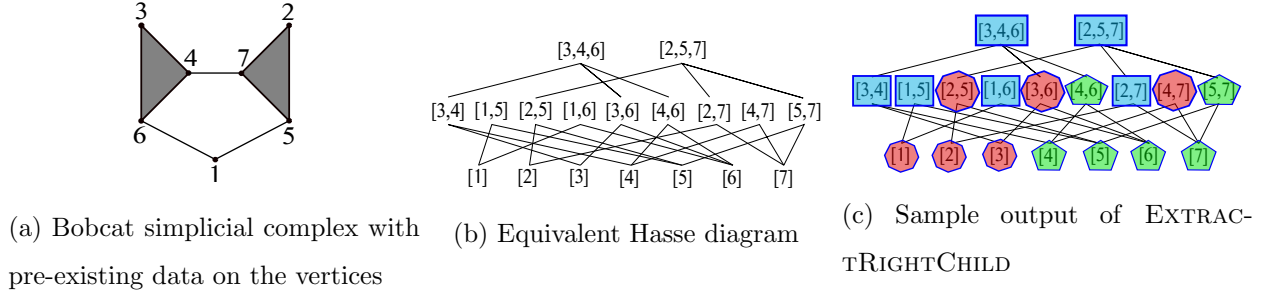 3
2
4
7
6
5
1
[3,4,6]
[2,5,7]
[3,4] [1,5] [2,5] [1,6] [3,6] [4,6] [2,7] [4,7] [5,7]
[1] [2] [3] [4] [5] [6] [7]
[3,4,6]
[2,5,7]
[3,4] [1,5] [2,5] [1,6] [3,6] [4,6] [2,7] [4,7] [5,7]
[1] [2] [3] [4] [5] [6] [7]
(a) Bobcat simplicial complex with
pre-existing data on the vertices
(b) Equivalent Hasse diagram
(c) Sample output of EXTRAC-
TRIGHTCHILD